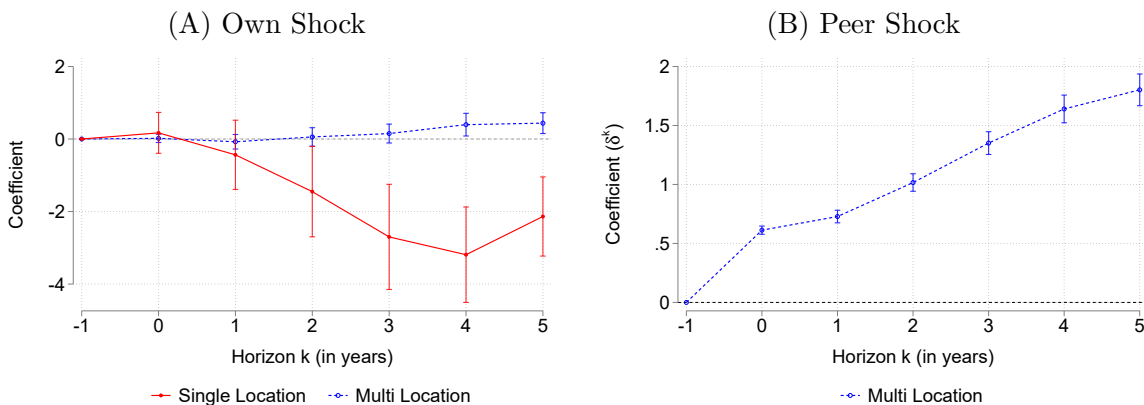 (A) Own Shock
2
0
-2
-4
Coefficient
-1 0 1 2 3 4 5
Horizon k (in years)
Single Location Multi Location
(B) Peer Shock
2
1.5
1
.5
0
Coefficient (δᵏ)
-1 0 1 2 3 4 5
Horizon k (in years)
Multi Location